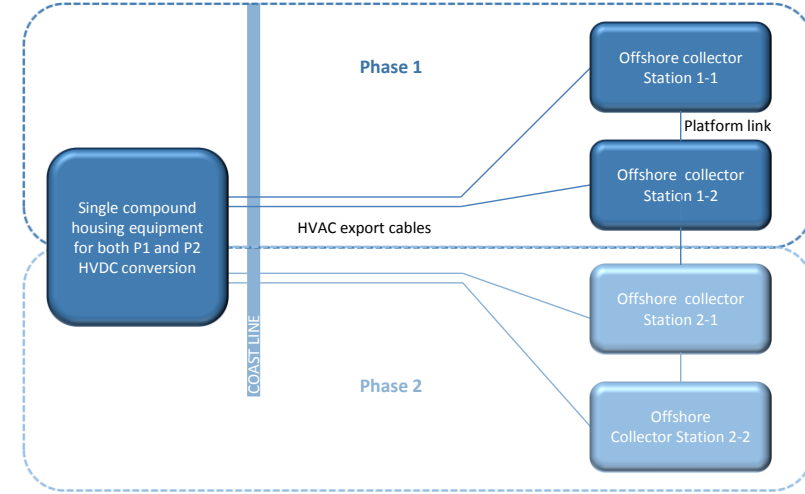 Phase 1
Offshore collector
Station 1-1
Platform link
Offshore collector
Station 1-2
Single compound
housing equipment
for both P1 and P2
HVDC conversion
HVAC export cables
Offshore collector
Station 2-1
COAST LINE
Phase 2
Offshore
Collector Station 2-2